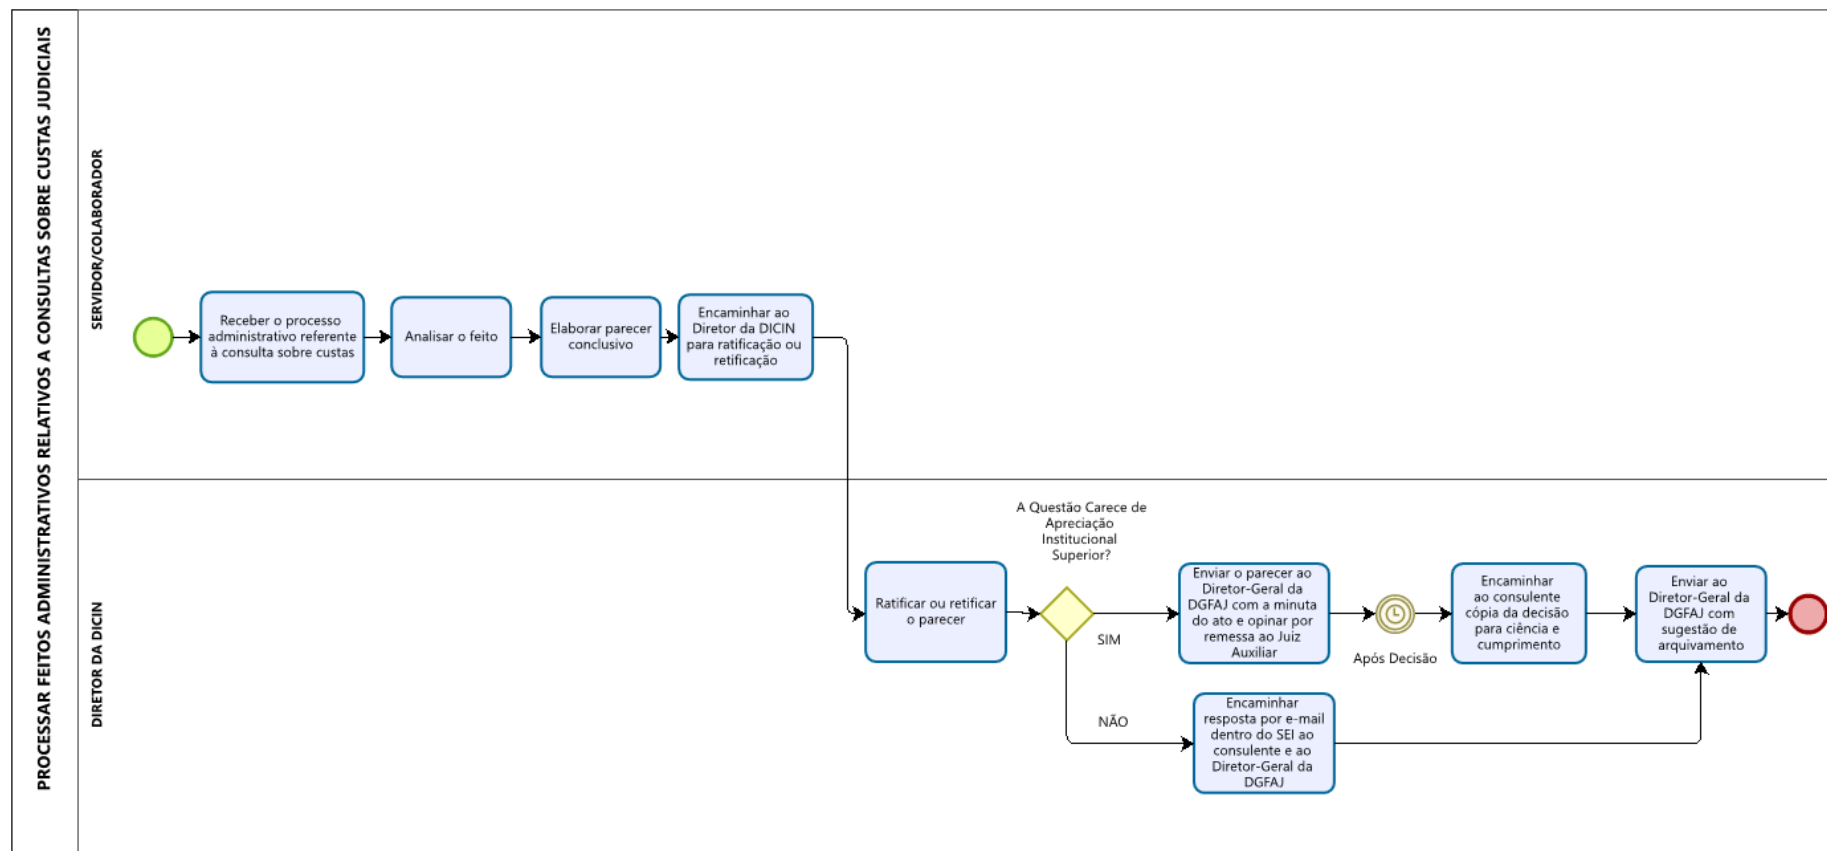 PROCESSAR FEITOS ADMINISTRATIVOS RELATIVOS A CONSULTAS SOBRE CUSTAS JUDICIAIS
SERVIDOR/COLABORADOR
Receber o processo
administrativo referente
à consulta sobre custas
Analisar o feito
Elaborar parecer
conclusivo
Encaminhar ao
Diretor da DICIN
para ratificação ou
retificação
DIRETOR DA DICIN
Ratificar ou retificar
o parecer
A Questão Carece de
Apreciação
Institucional
Superior?
SIM
Enviar o parecer ao
Diretor-Geral da
DGFAJ com a minuta
do ato e opinar por
remessa ao Juiz
Auxiliar
Após Decisão
Encaminhar
ao consulente
cópia da decisão
para ciência e
cumprimento
Enviar ao
Diretor-Geral da
DGFAJ com
sugestão de
arquivamento
NÃO
Encaminhar
resposta por e-mail
dentro do SEI ao
consulente e ao
Diretor-Geral da
DGFAJ